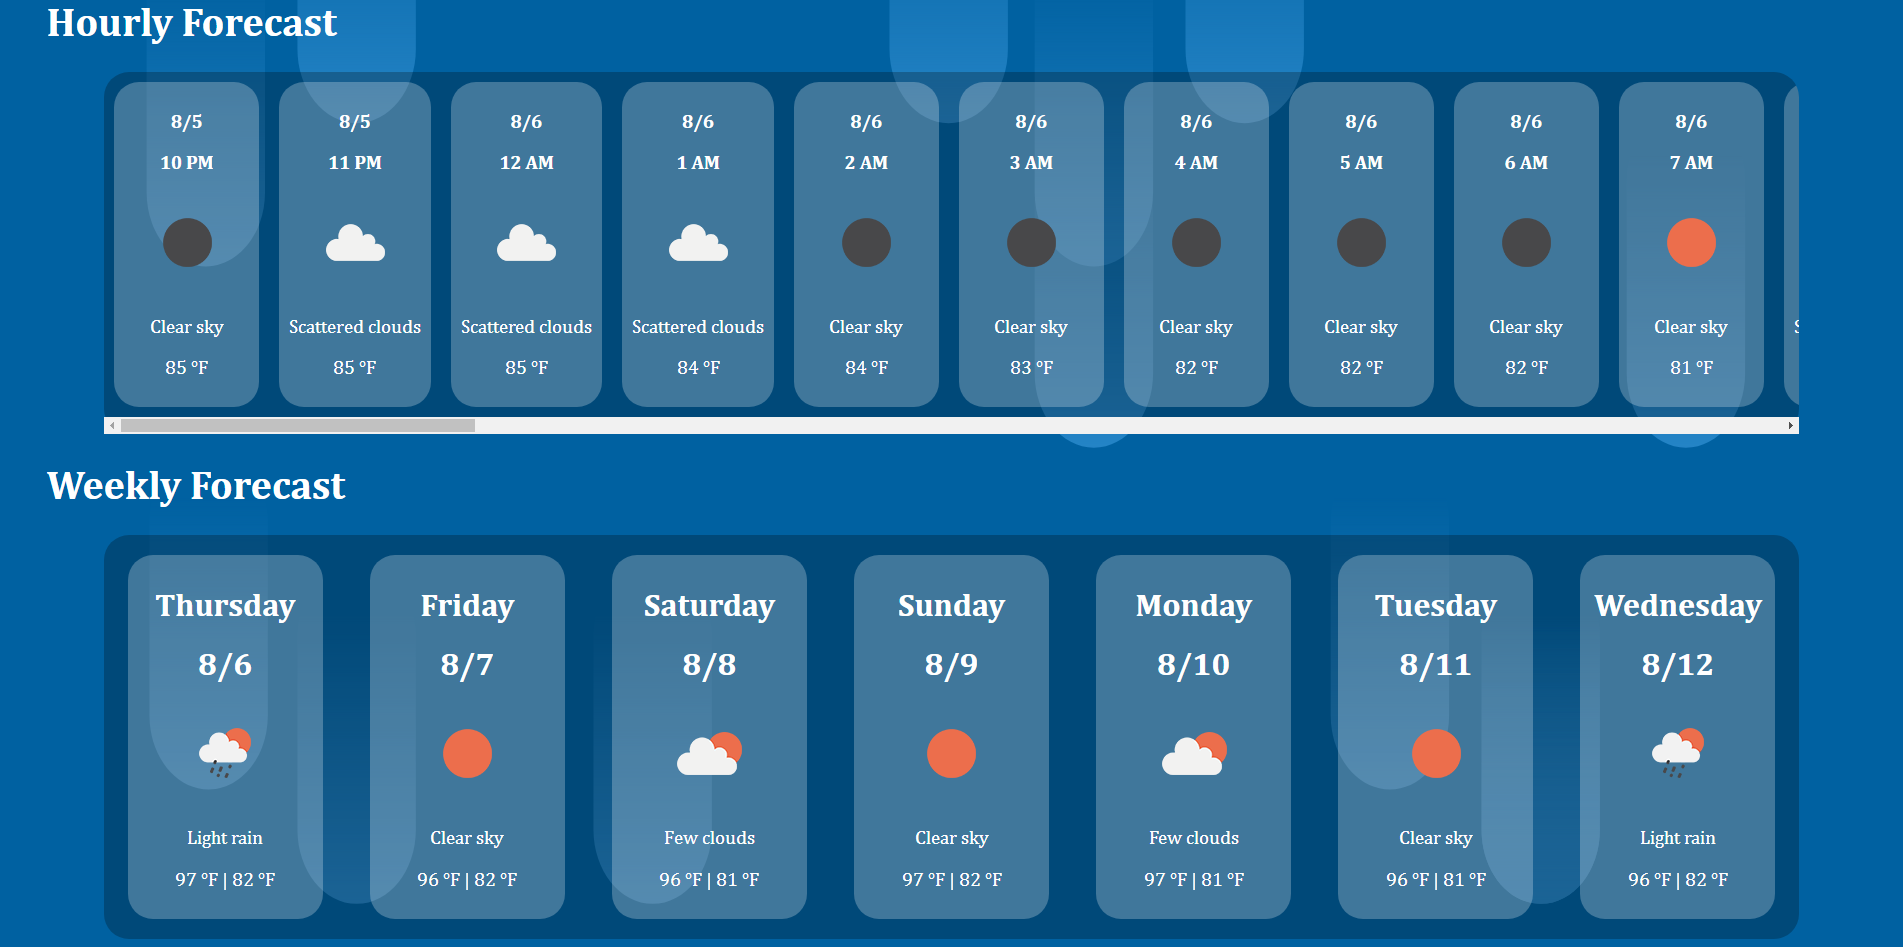 Hourly Forecast
8/5
10 PM
Clear sky
85 °F
8/5
11 PM
Scattered clouds
85 °F
8/6
12 AM
Scattered clouds
85 °F
8/6
1 AM
Scattered clouds
84 °F
8/6
2 AM
Clear sky
84 °F
8/6
3 AM
Clear sky
83 °F
8/6
4 AM
Clear sky
82 °F
8/6
5 AM
Clear sky
82 °F
8/6
6 AM
Clear sky
82 °F
8/6
7 AM
Clear sky
81 °F
Weekly Forecast
Thursday
8/6
Light rain
97 °F | 82 °F
Friday
8/7
Clear sky
96 °F | 82 °F
Saturday
8/8
Few clouds
96 °F | 81 °F
Sunday
8/9
Clear sky
97 °F | 82 °F
Monday
8/10
Few clouds
97 °F | 81 °F
Tuesday
8/11
Clear sky
96 °F | 81 °F
Wednesday
8/12
Light rain
96 °F | 82 °F